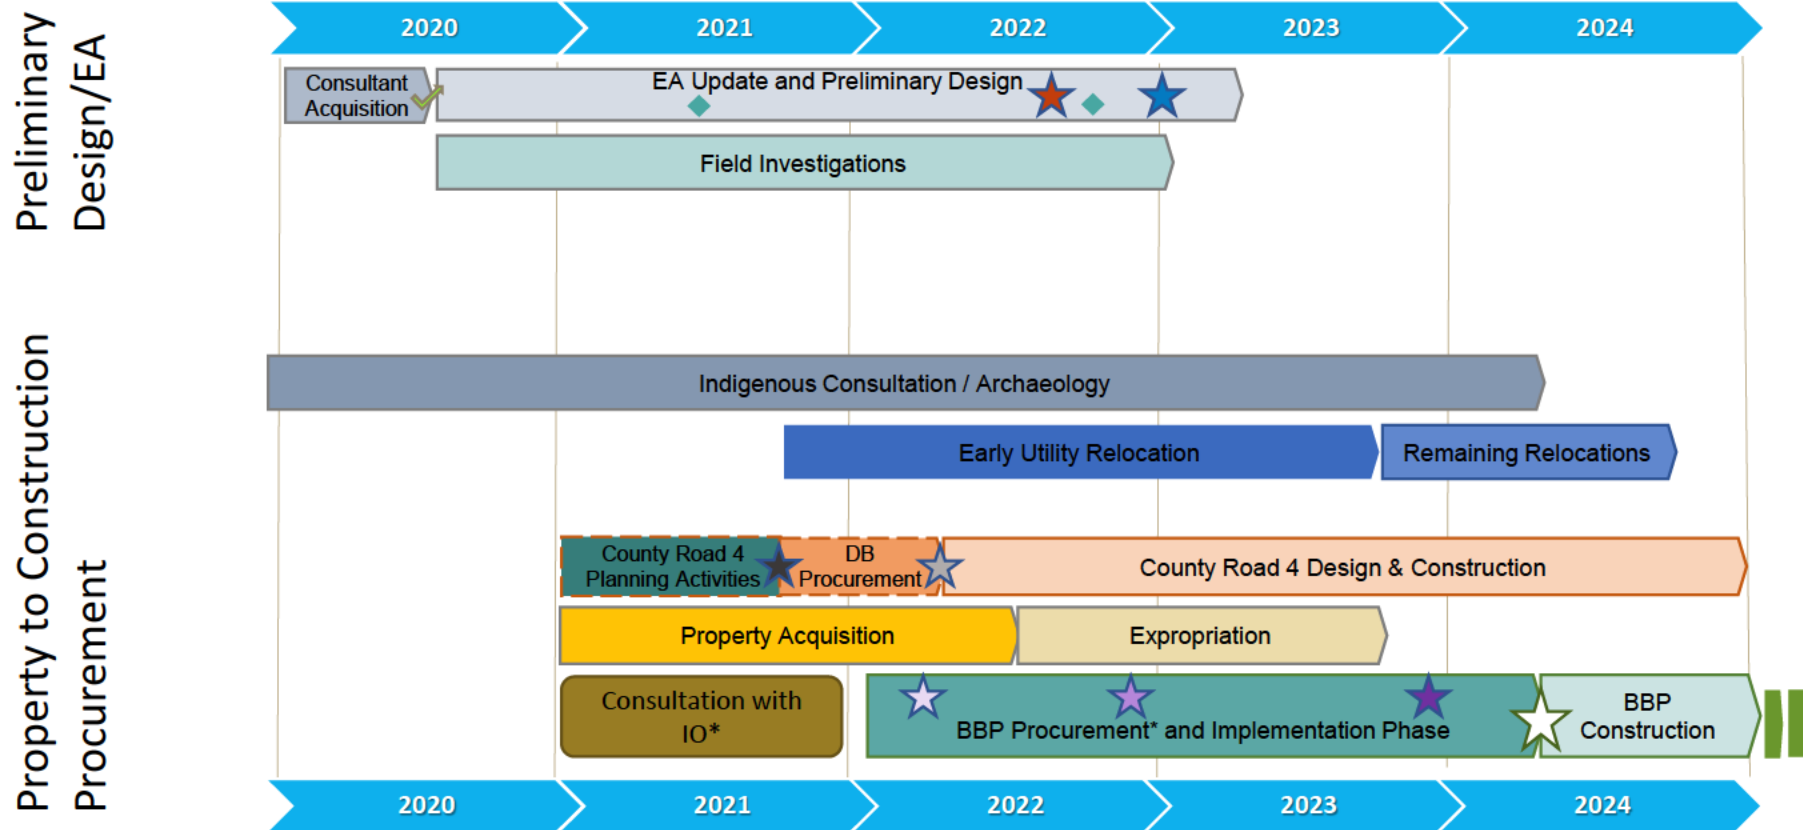 Preliminary
Design/EA
2020
2021
2022
2023
2024
Consultant
Acquisition
EA Update and Preliminary Design
Field Investigations
Property to Construction
Procurement
Indigenous Consultation / Archaeology
Early Utility Relocation
Remaining Relocations
County Road 4
Planning Activities
DB
Procurement
County Road 4 Design & Construction
Property Acquisition
Expropriation
Consultation with
IO*
BBP Procurement* and Implementation Phase
BBP
Construction
2020
2021
2022
2023
2024